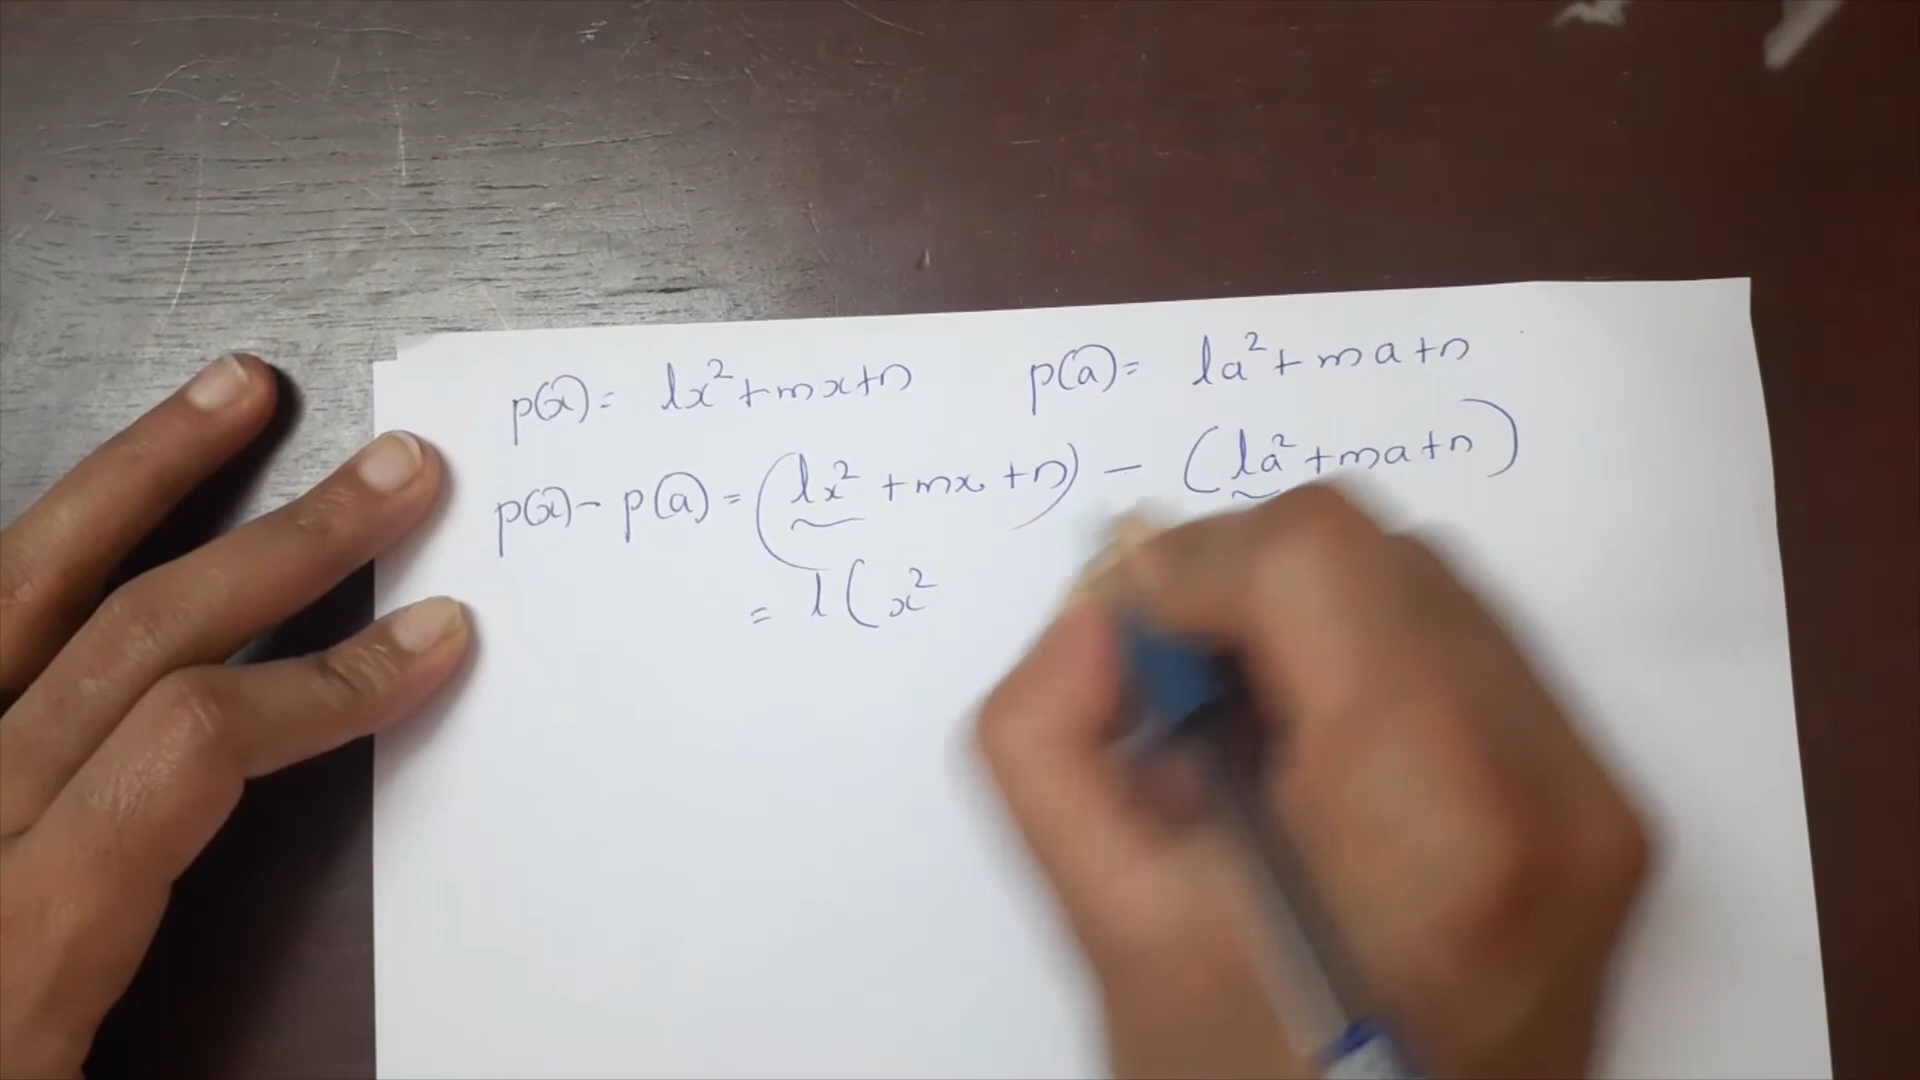 p(x) = lx² + mx + n p(a) = la² + ma + n
p(x) - p(a) = (lx² + mx + n) - (la² + ma + n)
= l(x²